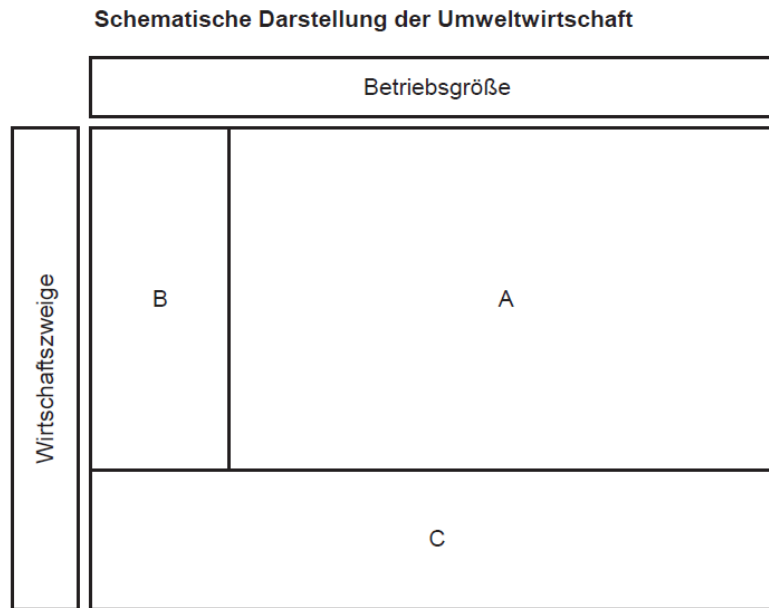 Schematische Darstellung der Umweltwirtschaft
Betriebsgröße
Wirtschaftszweige
B
A
C